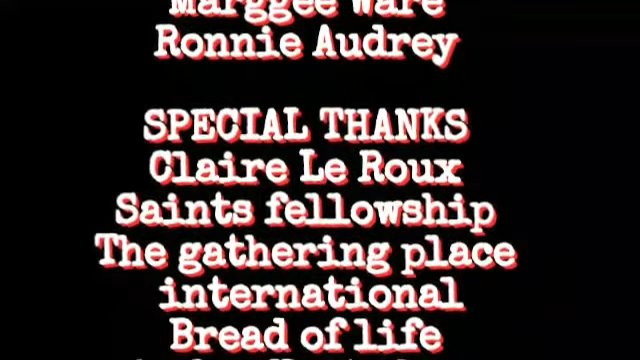 Marggee Ware
Ronnie Audrey
SPECIAL THANKS
Claire Le Roux
Saints fellowship
The gathering place
international
Bread of life